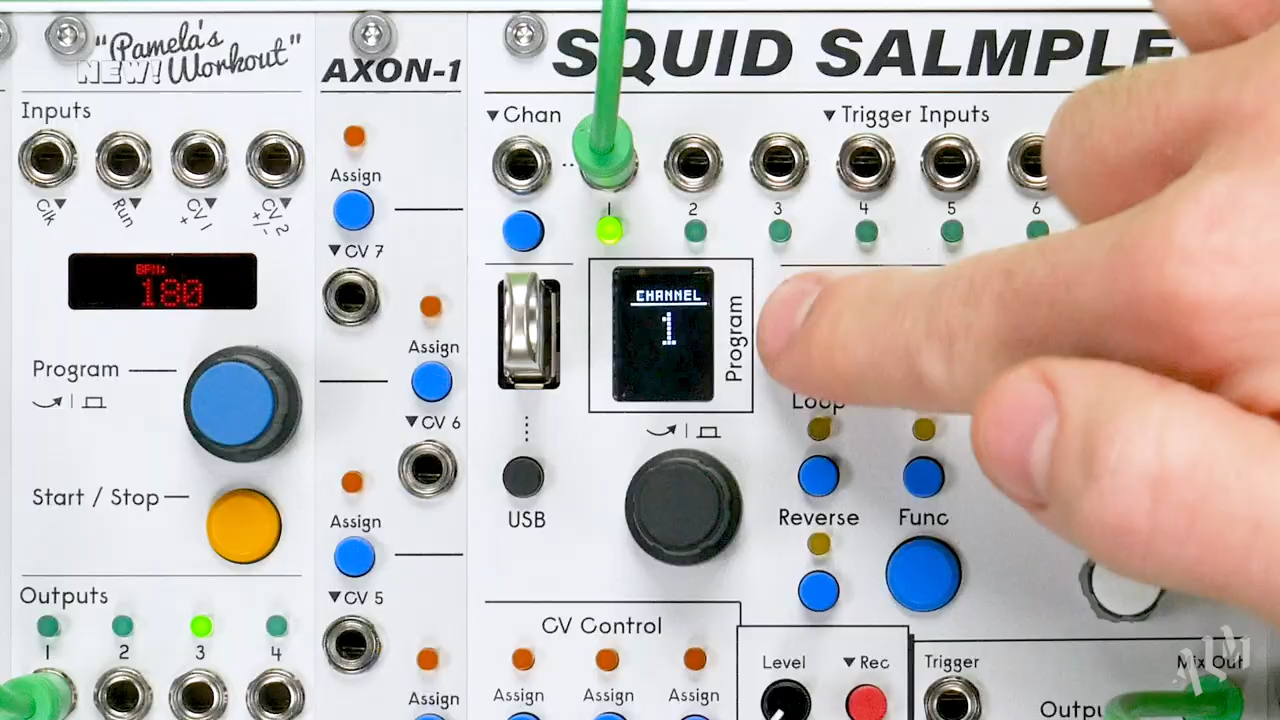 "Pamela's
NEW! Workout"
Inputs
Clk
Run
CV 1
+
CV 2
+/-
BPM:
180
Program
Start / Stop
Outputs
1
2
3
4
AXON-1
Assign
CV 7
Assign
CV 6
Assign
CV 5
Assign
SQUID SALMPLE
Chan
Trigger Inputs
1
2
3
4
5
6
CHANNEL
1
Program
USB
Loop
Reverse
Func
CV Control
Assign
Assign
Assign
Level
Rec
Trigger
Mix Out